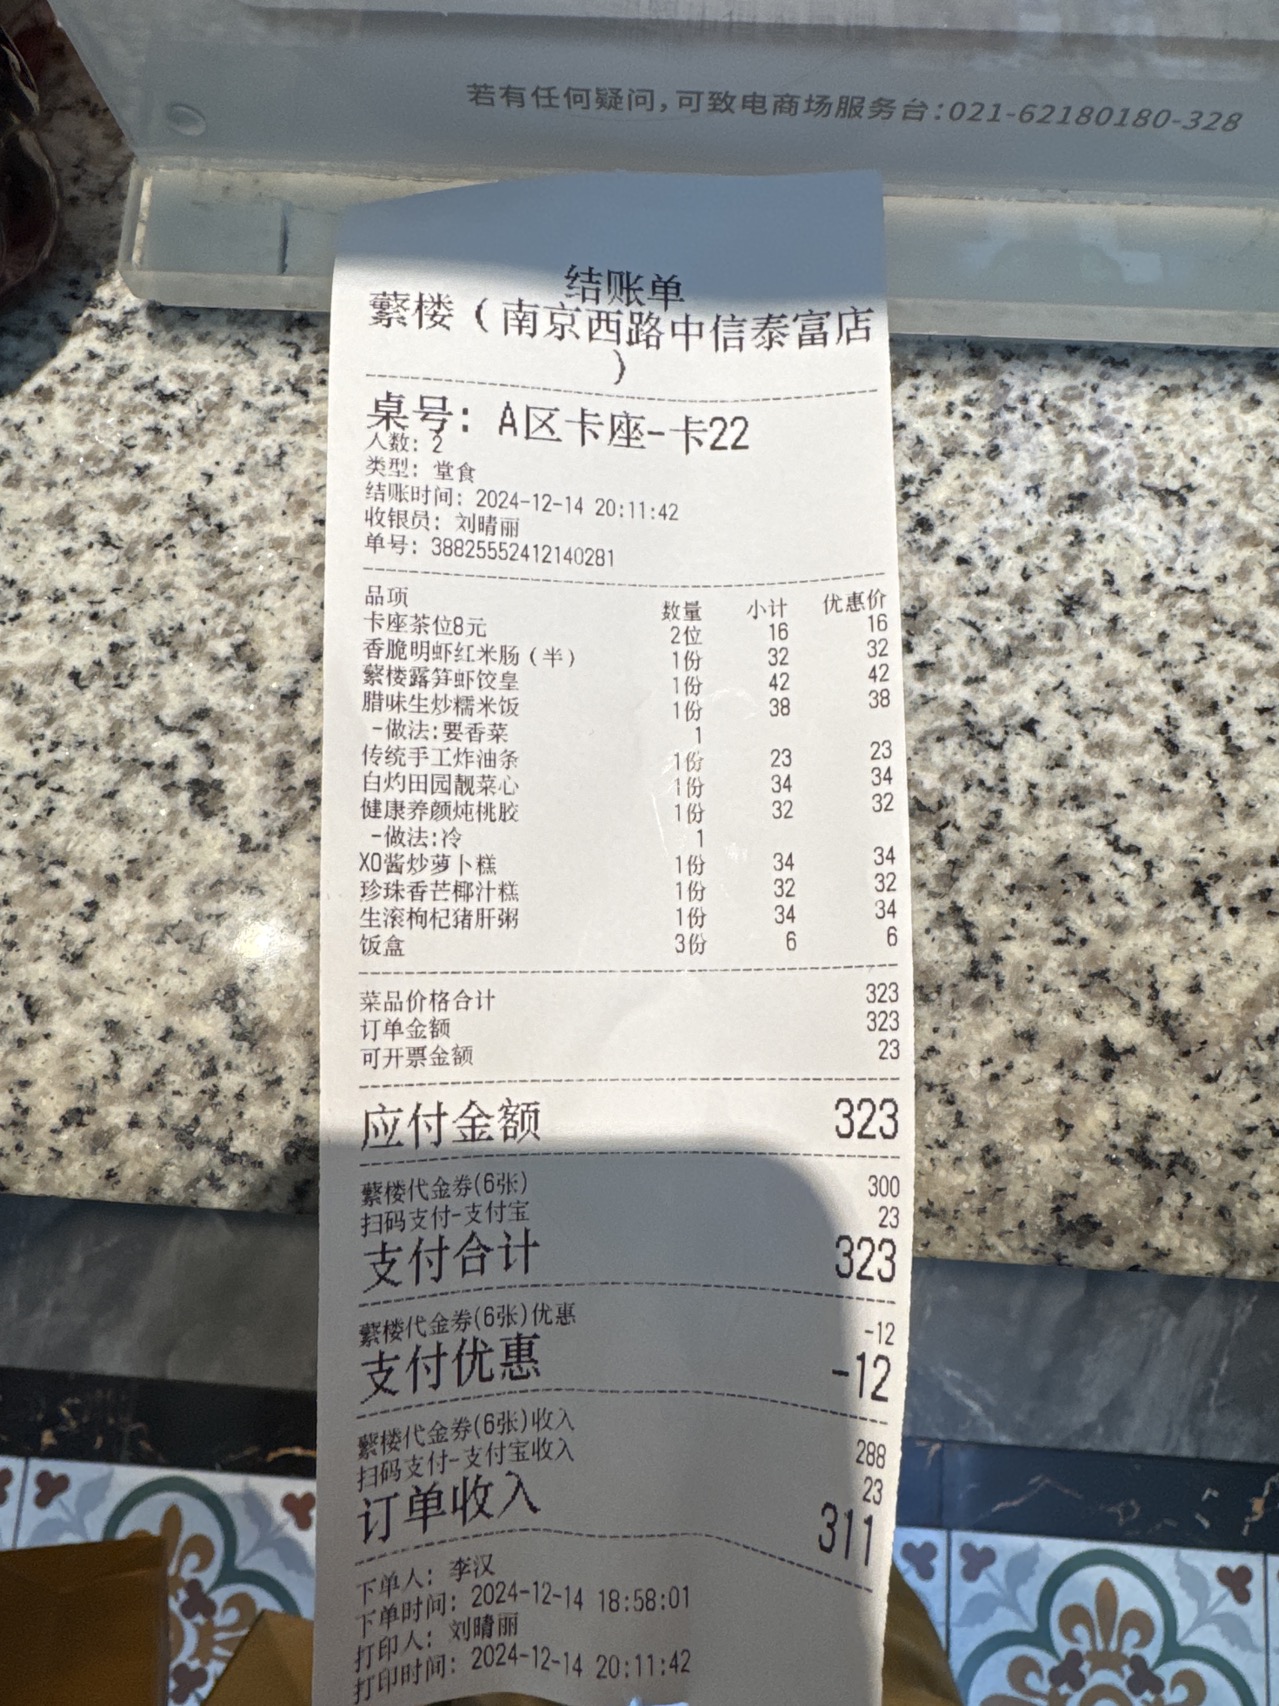 若有任何疑问,可致电商场服务台:021-62180180-328
结账单
蘩楼（南京西路中信泰富店
）
桌号: A区卡座-卡22
人数: 2
类型: 堂食
结账时间: 2024-12-14 20:11:42
收银员: 刘晴丽
单号: 38825552412140281
品项 数量 小计 优惠价
卡座茶位8元 2位 16 16
香脆明虾红米肠（半） 1份 32 32
蘩楼露笋虾饺皇 1份 42 42
腊味生炒糯米饭 1份 38 38
-做法:要香菜 1
传统手工炸油条 1份 23 23
白灼田园靓菜心 1份 34 34
健康养颜炖桃胶 1份 32 32
-做法:冷 1
XO酱炒萝卜糕 1份 34 34
珍珠香芒椰汁糕 1份 32 32
生滚枸杞猪肝粥 1份 34 34
饭盒 3份 6 6
菜品价格合计 323
订单金额 323
可开票金额 23
应付金额 323
蘩楼代金券(6张) 300
扫码支付-支付宝 23
支付合计 323
蘩楼代金券(6张)优惠 -12
支付优惠 -12
蘩楼代金券(6张)收入 288
扫码支付-支付宝收入 23
订单收入 311
下单人: 李汉
下单时间: 2024-12-14 18:58:01
打印人: 刘晴丽
打印时间: 2024-12-14 20:11:42